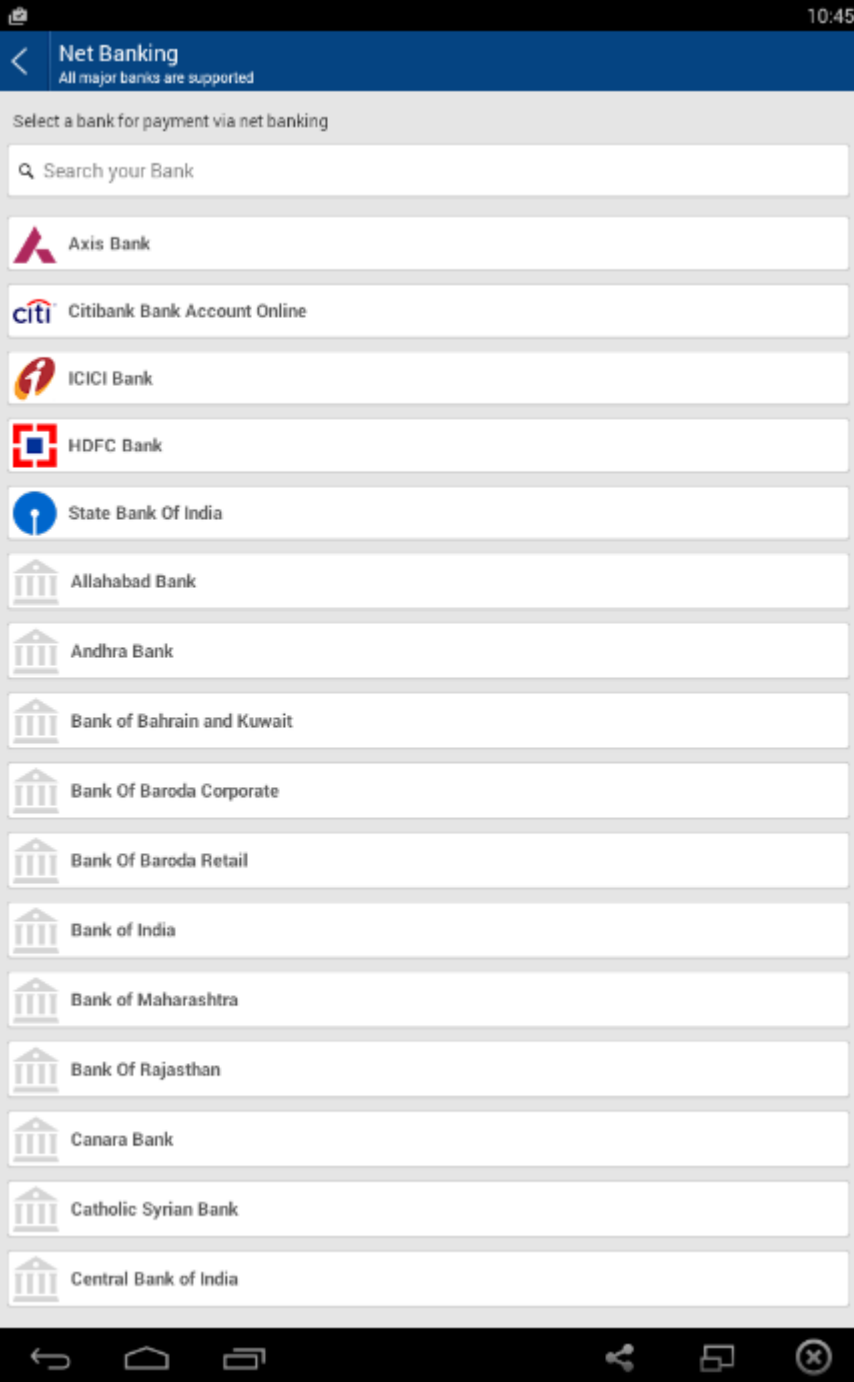 10:45
Net Banking
All major banks are supported
Select a bank for payment via net banking
Search your Bank
Axis Bank
citi Citibank Bank Account Online
ICICI Bank
HDFC Bank
State Bank Of India
Allahabad Bank
Andhra Bank
Bank of Bahrain and Kuwait
Bank Of Baroda Corporate
Bank Of Baroda Retail
Bank of India
Bank of Maharashtra
Bank Of Rajasthan
Canara Bank
Catholic Syrian Bank
Central Bank of India